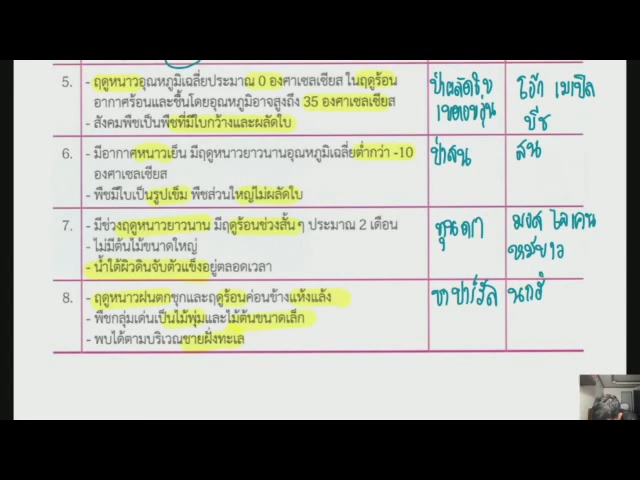 5. - ฤดูหนาวอุณหภูมิเฉลี่ยประมาณ 0 องศาเซลเซียส ในฤดูร้อน
อากาศร้อนและชื้นโดยอุณหภูมิอาจสูงถึง 35 องศาเซลเซียส
- สังคมพืชเป็นพืชที่มีใบกว้างและผลัดใบ
ป่าผลัดใบ
เขตอบอุ่น
โอ๊ก เมเปิล
บีช
6. - มีอากาศหนาวเย็น มีฤดูหนาวยาวนานอุณหภูมิเฉลี่ยต่ำกว่า -10
องศาเซลเซียส
- พืชมีใบเป็นรูปเข็ม พืชส่วนใหญ่ไม่ผลัดใบ
ป่าสน
สน
7. - มีช่วงฤดูหนาวยาวนาน มีฤดูร้อนช่วงสั้นๆ ประมาณ 2 เดือน
- ไม่มีต้นไม้ขนาดใหญ่
- น้ำใต้ผิวดินจับตัวแข็งอยู่ตลอดเวลา
ทุนดรา
มอส ไลเคน
หมีขาว
8. - ฤดูหนาวฝนตกชุกและฤดูร้อนค่อนข้างแห้งแล้ง
- พืชกลุ่มเด่นเป็นไม้พุ่มและไม้ต้นขนาดเล็ก
- พบได้ตามบริเวณชายฝั่งทะเล
ชาปาร์รัล